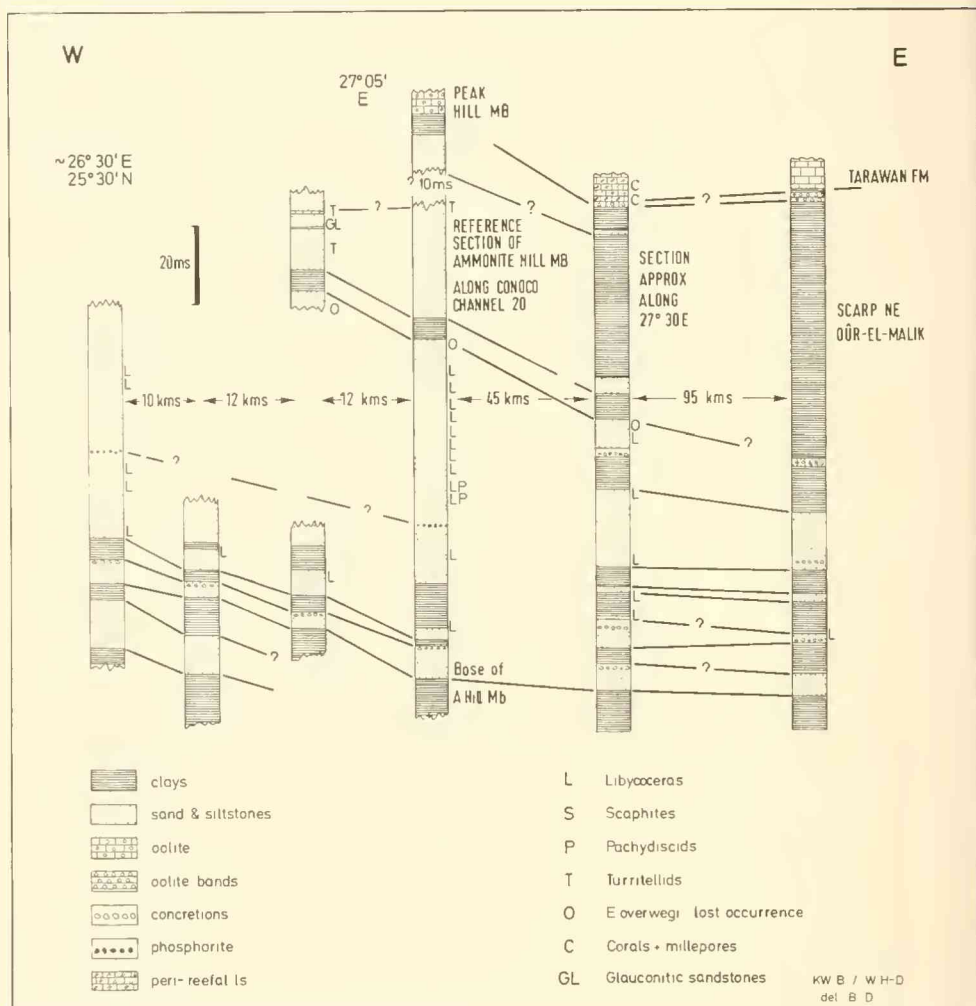 W
E
27° 05'
E
PEAK
HILL MB
~26° 30' E
25° 30' N
? 10ms
TARAWAN FM
20ms
T
GL
T
O
?
T
REFERENCE
SECTION OF
AMMONITE HILL MB
ALONG CONOCO
CHANNEL 20
C
C
?
?
SECTION
APPROX
ALONG
27° 30 E
SCARP NE
QÛR-EL-MALIK
O
L
L
L
L
L
L
L
L
L
L
10 kms
12 kms
12 kms
45 kms
95 kms
O
L
?
?
L
L
LP
LP
?
L
L
L
L
L
L
L
L
L
L
L
?
?
?
Base of
A Hill Mb
clays
sand & siltstones
oolite
oolite bands
concretions
phosphorite
peri-reefal ls
L Libycoceras
S Scaphites
P Pachydiscids
T Turritellids
O E overwegi last occurrence
C Corals + millepores
GL Glauconitic sandstones
KW B / W H-D
del B D